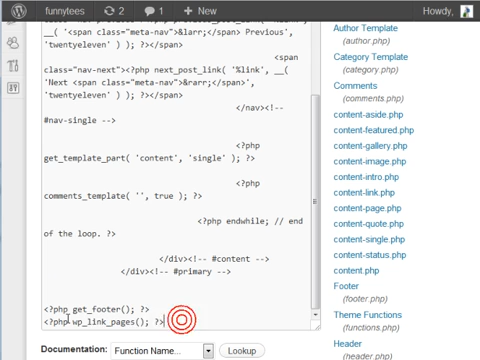 funnytees 2 1 + New Howdy,
__( '<span class="meta-nav">&larr;</span>
Previous',
'twentyeleven' ) ); ?></span>
<span
class="nav-next"><?php next_post_link( '%link', __(
'Next <span class="meta-nav">&rarr;</span>',
'twentyeleven' ) ); ?></span>
</nav><!--
#nav-single -->
<?php
get_template_part( 'content', 'single' ); ?>
<?php
comments_template( '', true ); ?>
<?php endwhile; // end
of the loop. ?>
</div><!-- #content -->
</div><!-- #primary -->
<?php get_footer(); ?>
<?php wp_link_pages(); ?>
Documentation: Function Name... Lookup
Author Template
(author.php)
Category Template
(category.php)
Comments
(comments.php)
content-aside.php
content-featured.php
content-gallery.php
content-image.php
content-intro.php
content-link.php
content-page.php
content-quote.php
content-single.php
content-status.php
content.php
Footer
(footer.php)
Theme Functions
(functions.php)
Header
(header.php)